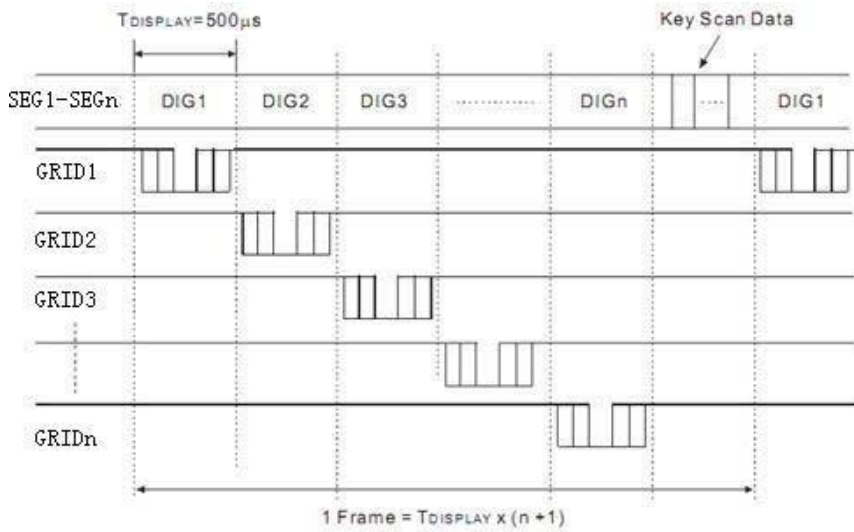 TDISPLAY=500μs
Key Scan Data
SEG1-SEGn DIG1 DIG2 DIG3 ............. DIGn .... DIG1
GRID1
GRID2
GRID3
GRIDn
1 Frame = TDISPLAY x (n +1)